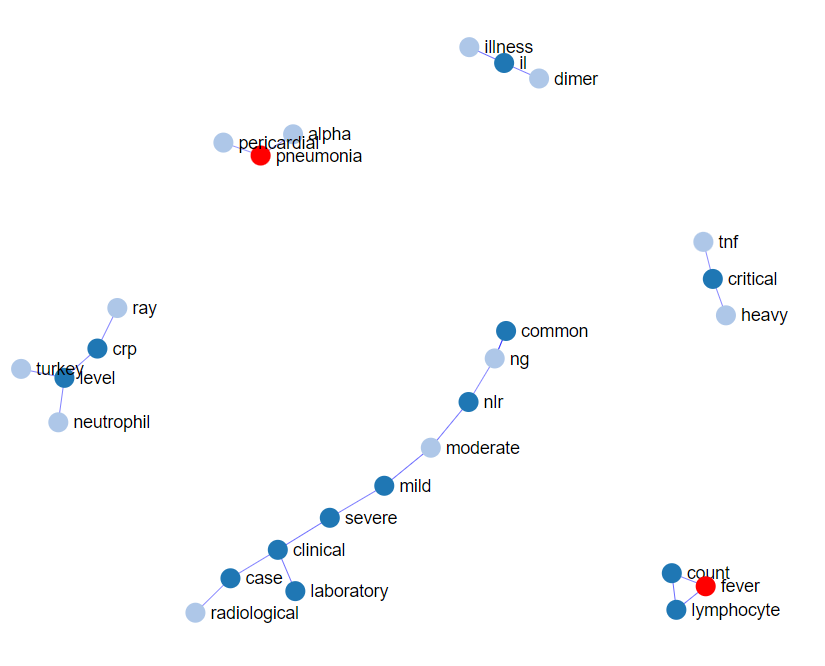 illness
il
dimer
alpha
pericardial
pneumonia
tnf
critical
heavy
ray
crp
turkey
level
neutrophil
common
ng
nlr
moderate
mild
severe
clinical
case
laboratory
radiological
count
fever
lymphocyte